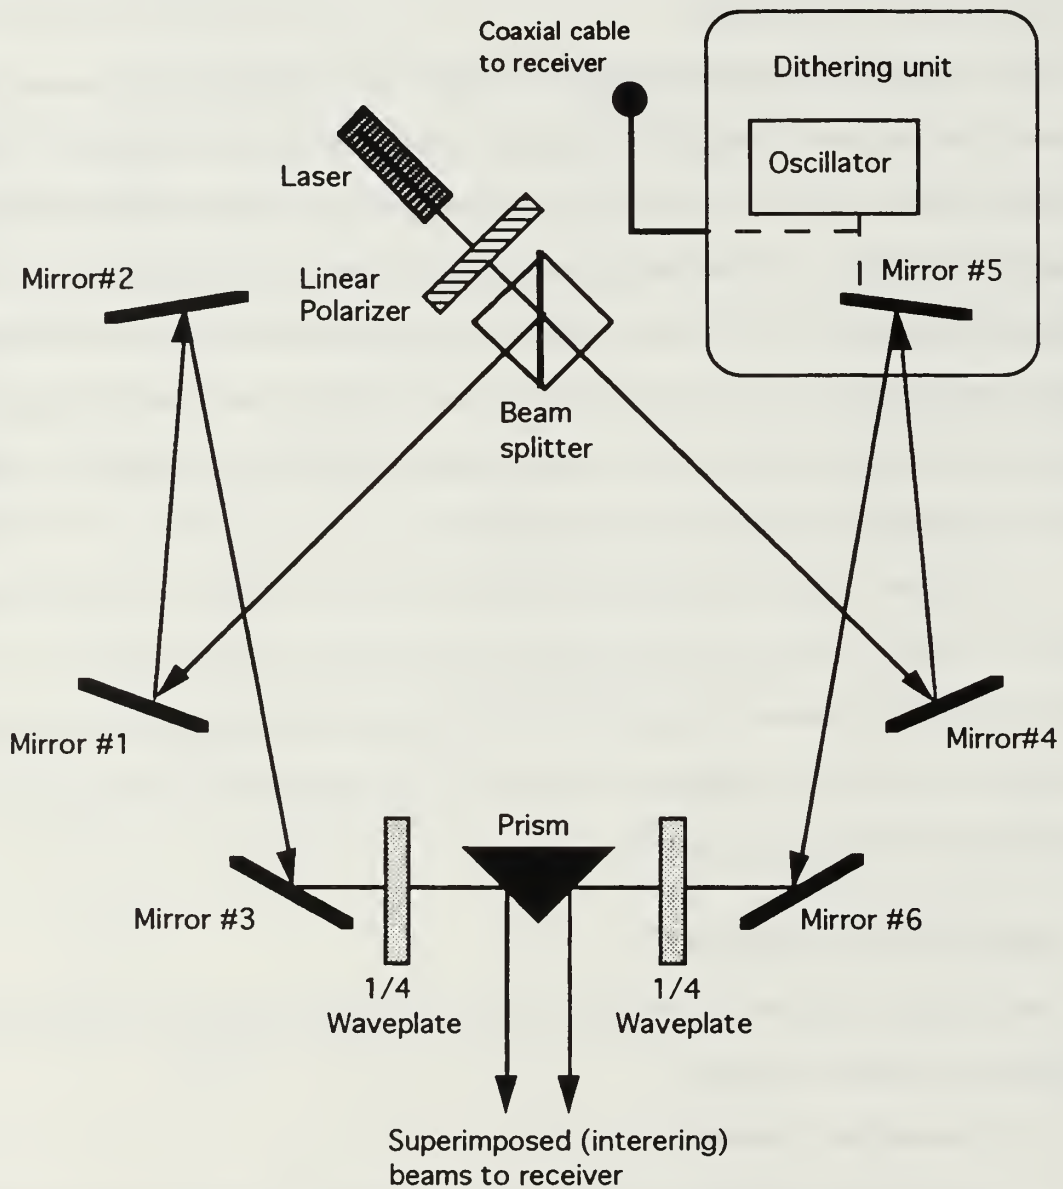 Coaxial cable
to receiver
Dithering unit
Oscillator
Laser
Mirror#2
Linear
Polarizer
Mirror #5
Beam
splitter
Mirror #1
Mirror#4
Prism
Mirror #3
Mirror #6
1/4
Waveplate
1/4
Waveplate
Superimposed (interering)
beams to receiver